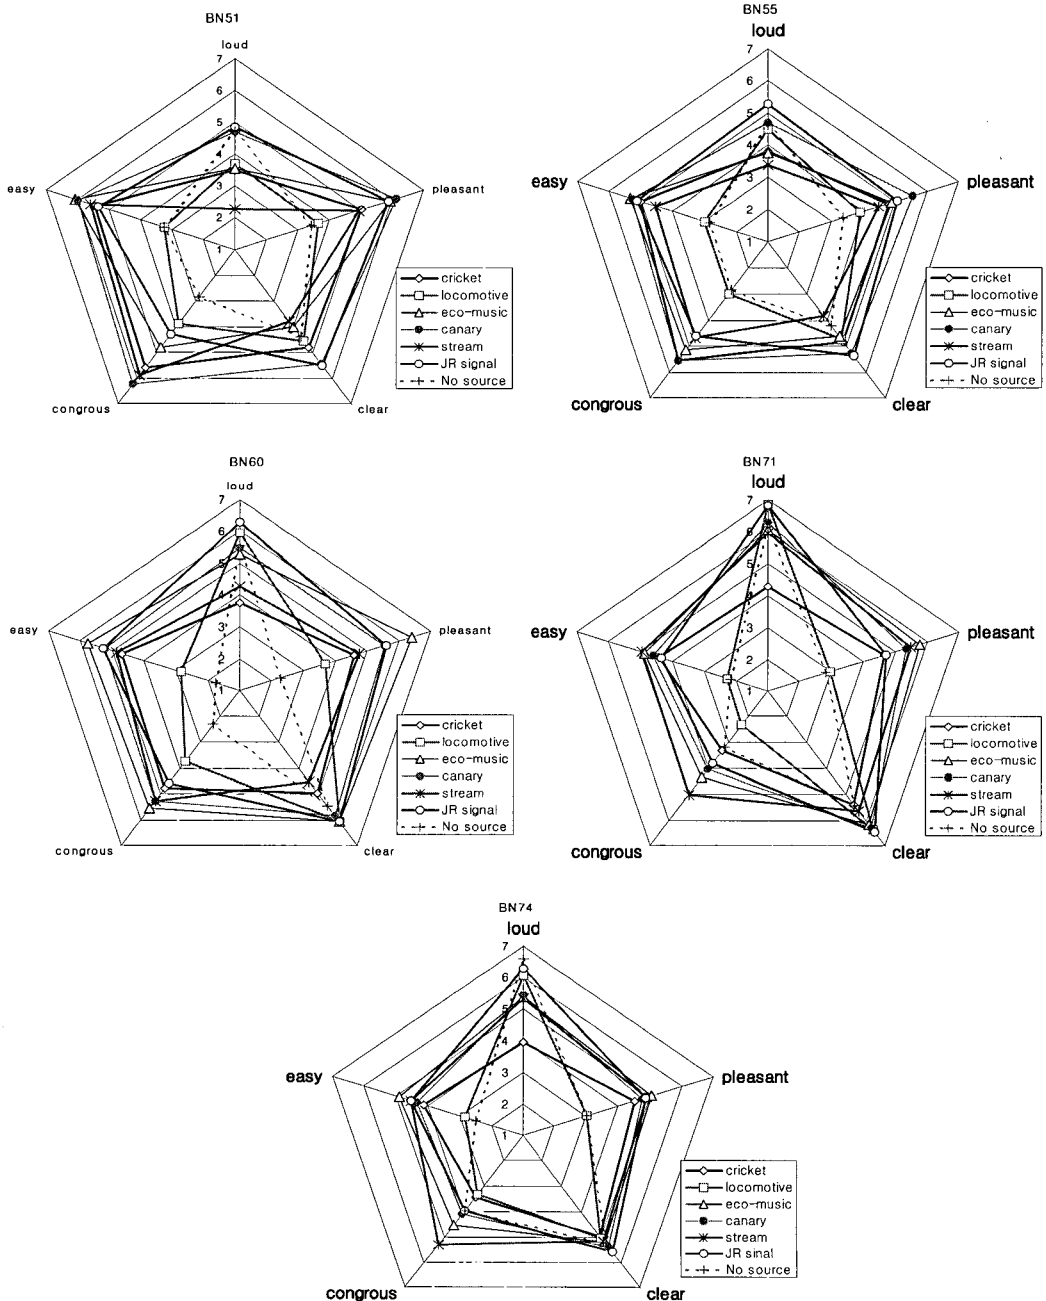 BN51
loud
7
6
5
4
3
2
1
easy
pleasant
congrous
clear
cricket
locomotive
eco-music
canary
stream
JR signal
No source
BN55
loud
7
6
5
4
3
2
1
easy
pleasant
congrous
clear
cricket
locomotive
eco-music
canary
stream
JR signal
No source
BN60
loud
7
6
5
4
3
2
1
easy
pleasant
congrous
clear
cricket
locomotive
eco-music
canary
stream
JR signal
No source
BN71
loud
7
6
5
4
3
2
1
easy
pleasant
congrous
clear
cricket
locomotive
eco-music
canary
stream
JR signal
No source
BN74
loud
7
6
5
4
3
2
1
easy
pleasant
congrous
clear
cricket
locomotive
eco-music
canary
stream
JR sinal
No source